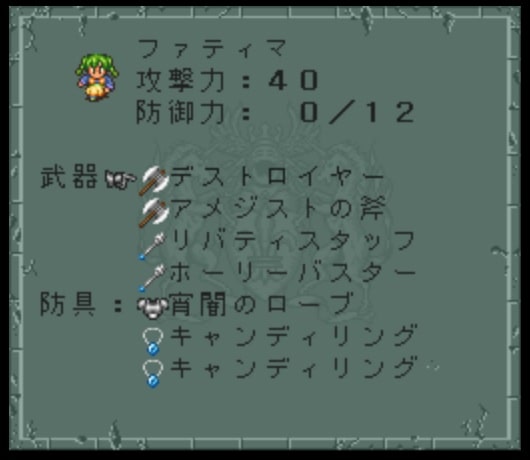 ファティマ
攻撃力：40
防御力： 0／12
武器 デストロイヤー
アメジストの斧
リバティスタッフ
ホーリーバスター
防具：宵闇のローブ
キャンディリング
キャンディリング